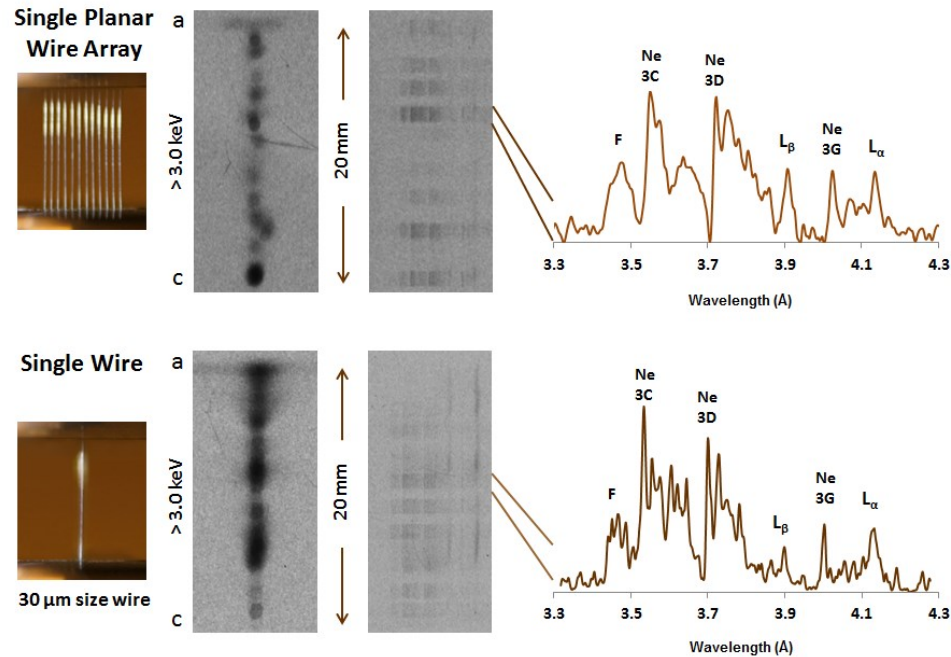 Single Planar
Wire Array
a
> 3.0 keV
c
20 mm
Ne
3C
Ne
3D
F
Lβ
Ne
3G
Lα
3.3 3.5 3.7 3.9 4.1 4.3
Wavelength (Å)
Single Wire
a
> 3.0 keV
c
30 µm size wire
20 mm
Ne
3C
Ne
3D
F
Lβ
Ne
3G
Lα
3.3 3.5 3.7 3.9 4.1 4.3
Wavelength (Å)